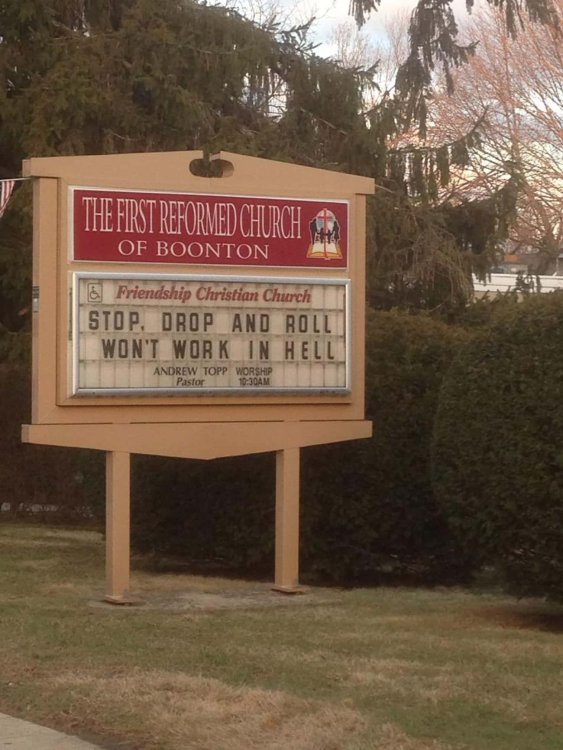 THE FIRST REFORMED CHURCH
OF BOONTON
Friendship Christian Church
STOP, DROP AND ROLL
WON'T WORK IN HELL
ANDREW TOPP WORSHIP
Pastor 10:30AM